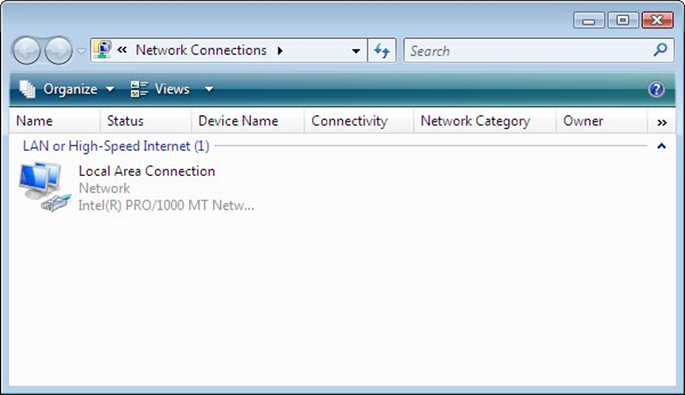 « Network Connections
Search
Organize Views
Name Status Device Name Connectivity Network Category Owner »
LAN or High-Speed Internet (1)
Local Area Connection
Network
Intel(R) PRO/1000 MT Netw...